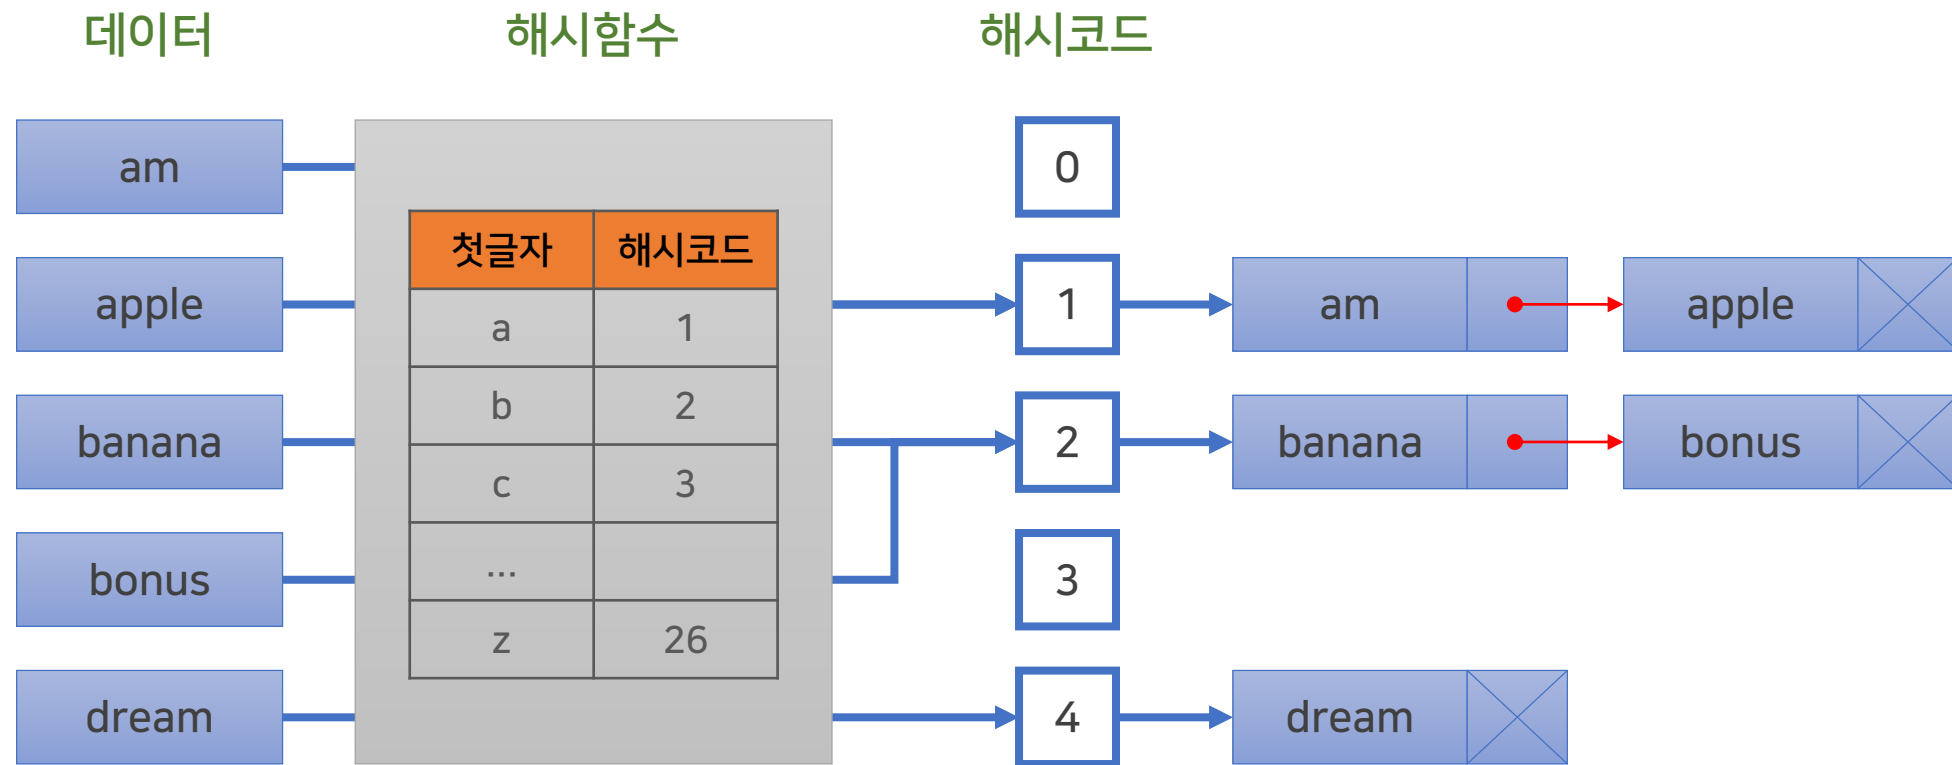 데이터 해시함수 해시코드
am
apple
banana
bonus
dream
첫글자 해시코드
a 1
b 2
c 3
...
z 26
0
1 am apple
2 banana bonus
3
4 dream